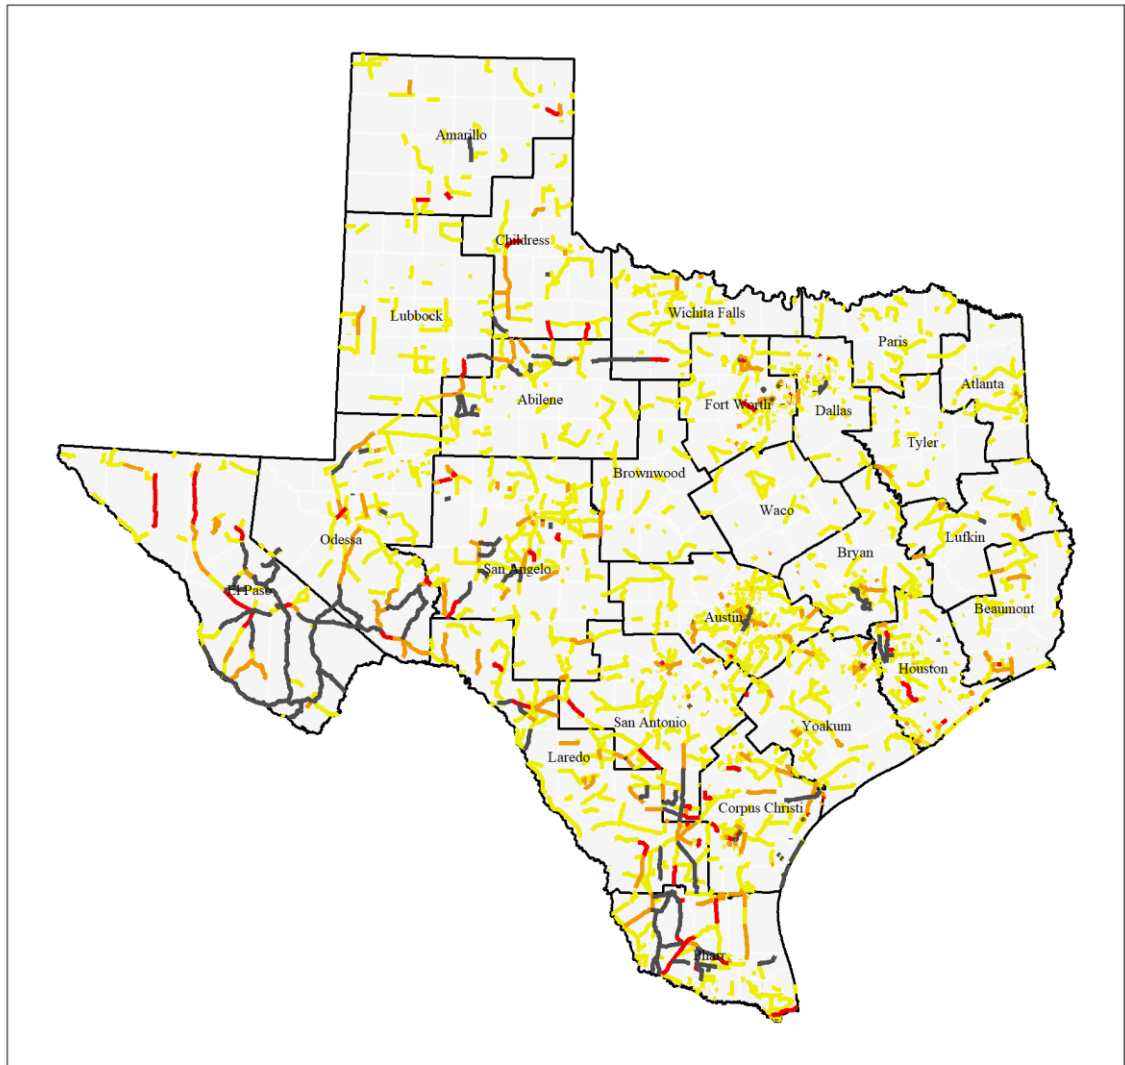 Amarillo
Childress
Lubbock
Wichita Falls
Paris
Atlanta
Abilene
Fort Worth
Dallas
Tyler
Brownwood
Waco
Odessa
San Angelo
Bryan
Lufkin
El Paso
Austin
Beaumont
Houston
San Antonio
Yoakum
Laredo
Corpus Christi
Pharr